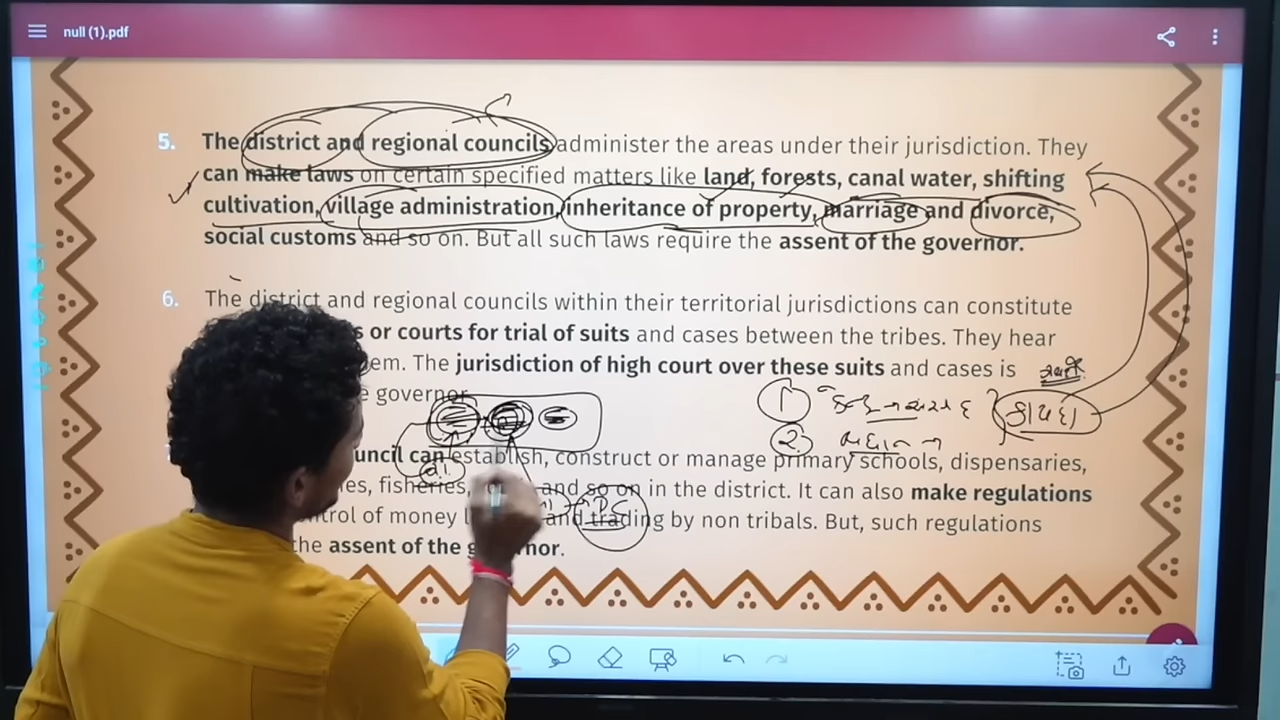 null (1).pdf
5. The district and regional councils administer the areas under their jurisdiction. They
can make laws on certain specified matters like land, forests, canal water, shifting
cultivation, village administration, inheritance of property, marriage and divorce,
social customs and so on. But all such laws require the assent of the governor.
6. The district and regional councils within their territorial jurisdictions can constitute
or courts for trial of suits and cases between the tribes. They hear
The jurisdiction of high court over these suits and cases is
governor
1
2.
can establish, construct or manage primary schools, dispensaries,
fisheries, and so on in the district. It can also make regulations
of money and trading by non tribals. But, such regulations
the assent of the governor.